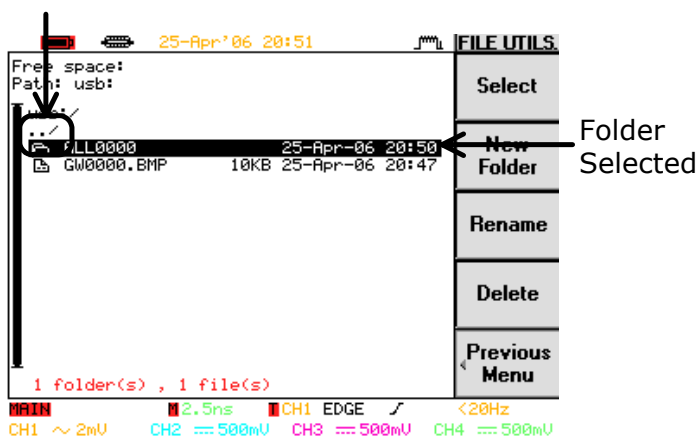 25-Apr'06 20:51
FILE UTILS.
Free space:
Path: usb:
Select
../
ALL0000 25-Apr-06 20:50
New
Folder
Folder
Selected
GW0000.BMP 10KB 25-Apr-06 20:47
Rename
Delete
Previous
Menu
1 folder(s) , 1 file(s)
MAIN M 2.5ns T CH1 EDGE <20Hz
CH1 ~ 2mV CH2 500mV CH3 500mV CH4 500mV